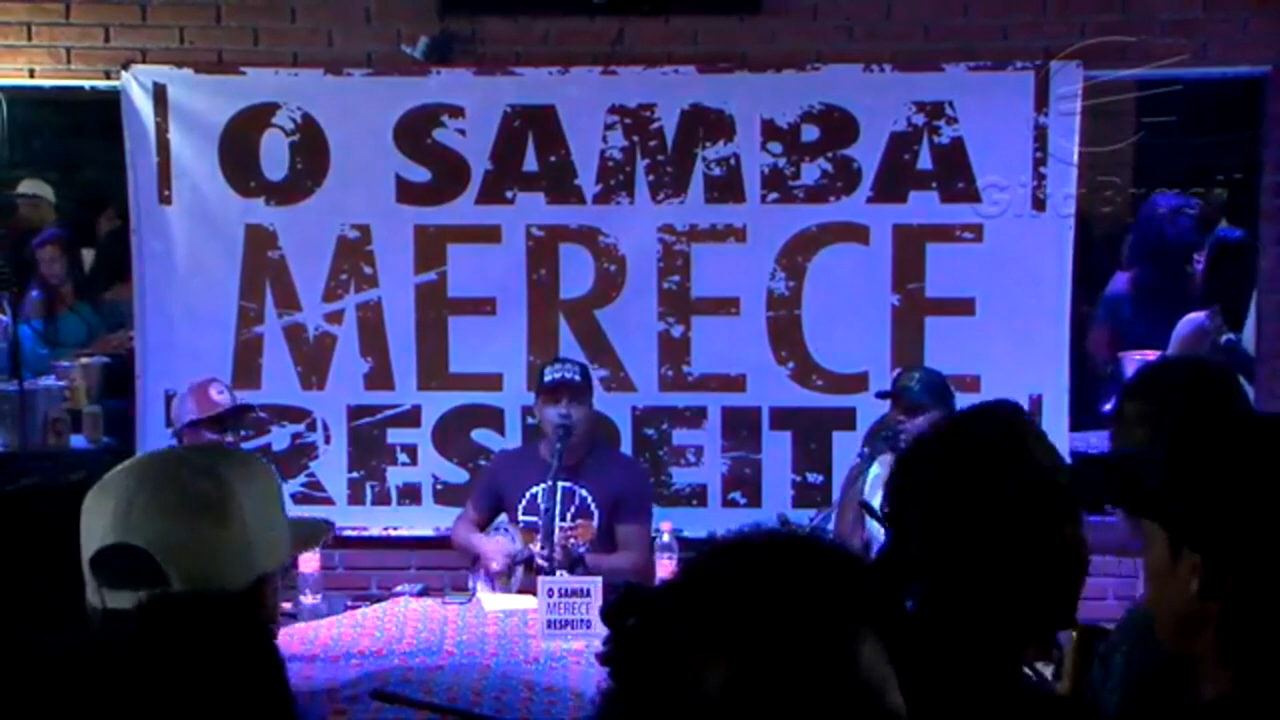 O SAMBA
MERECE
RESPEITO
O SAMBA
MERECE
RESPEITO